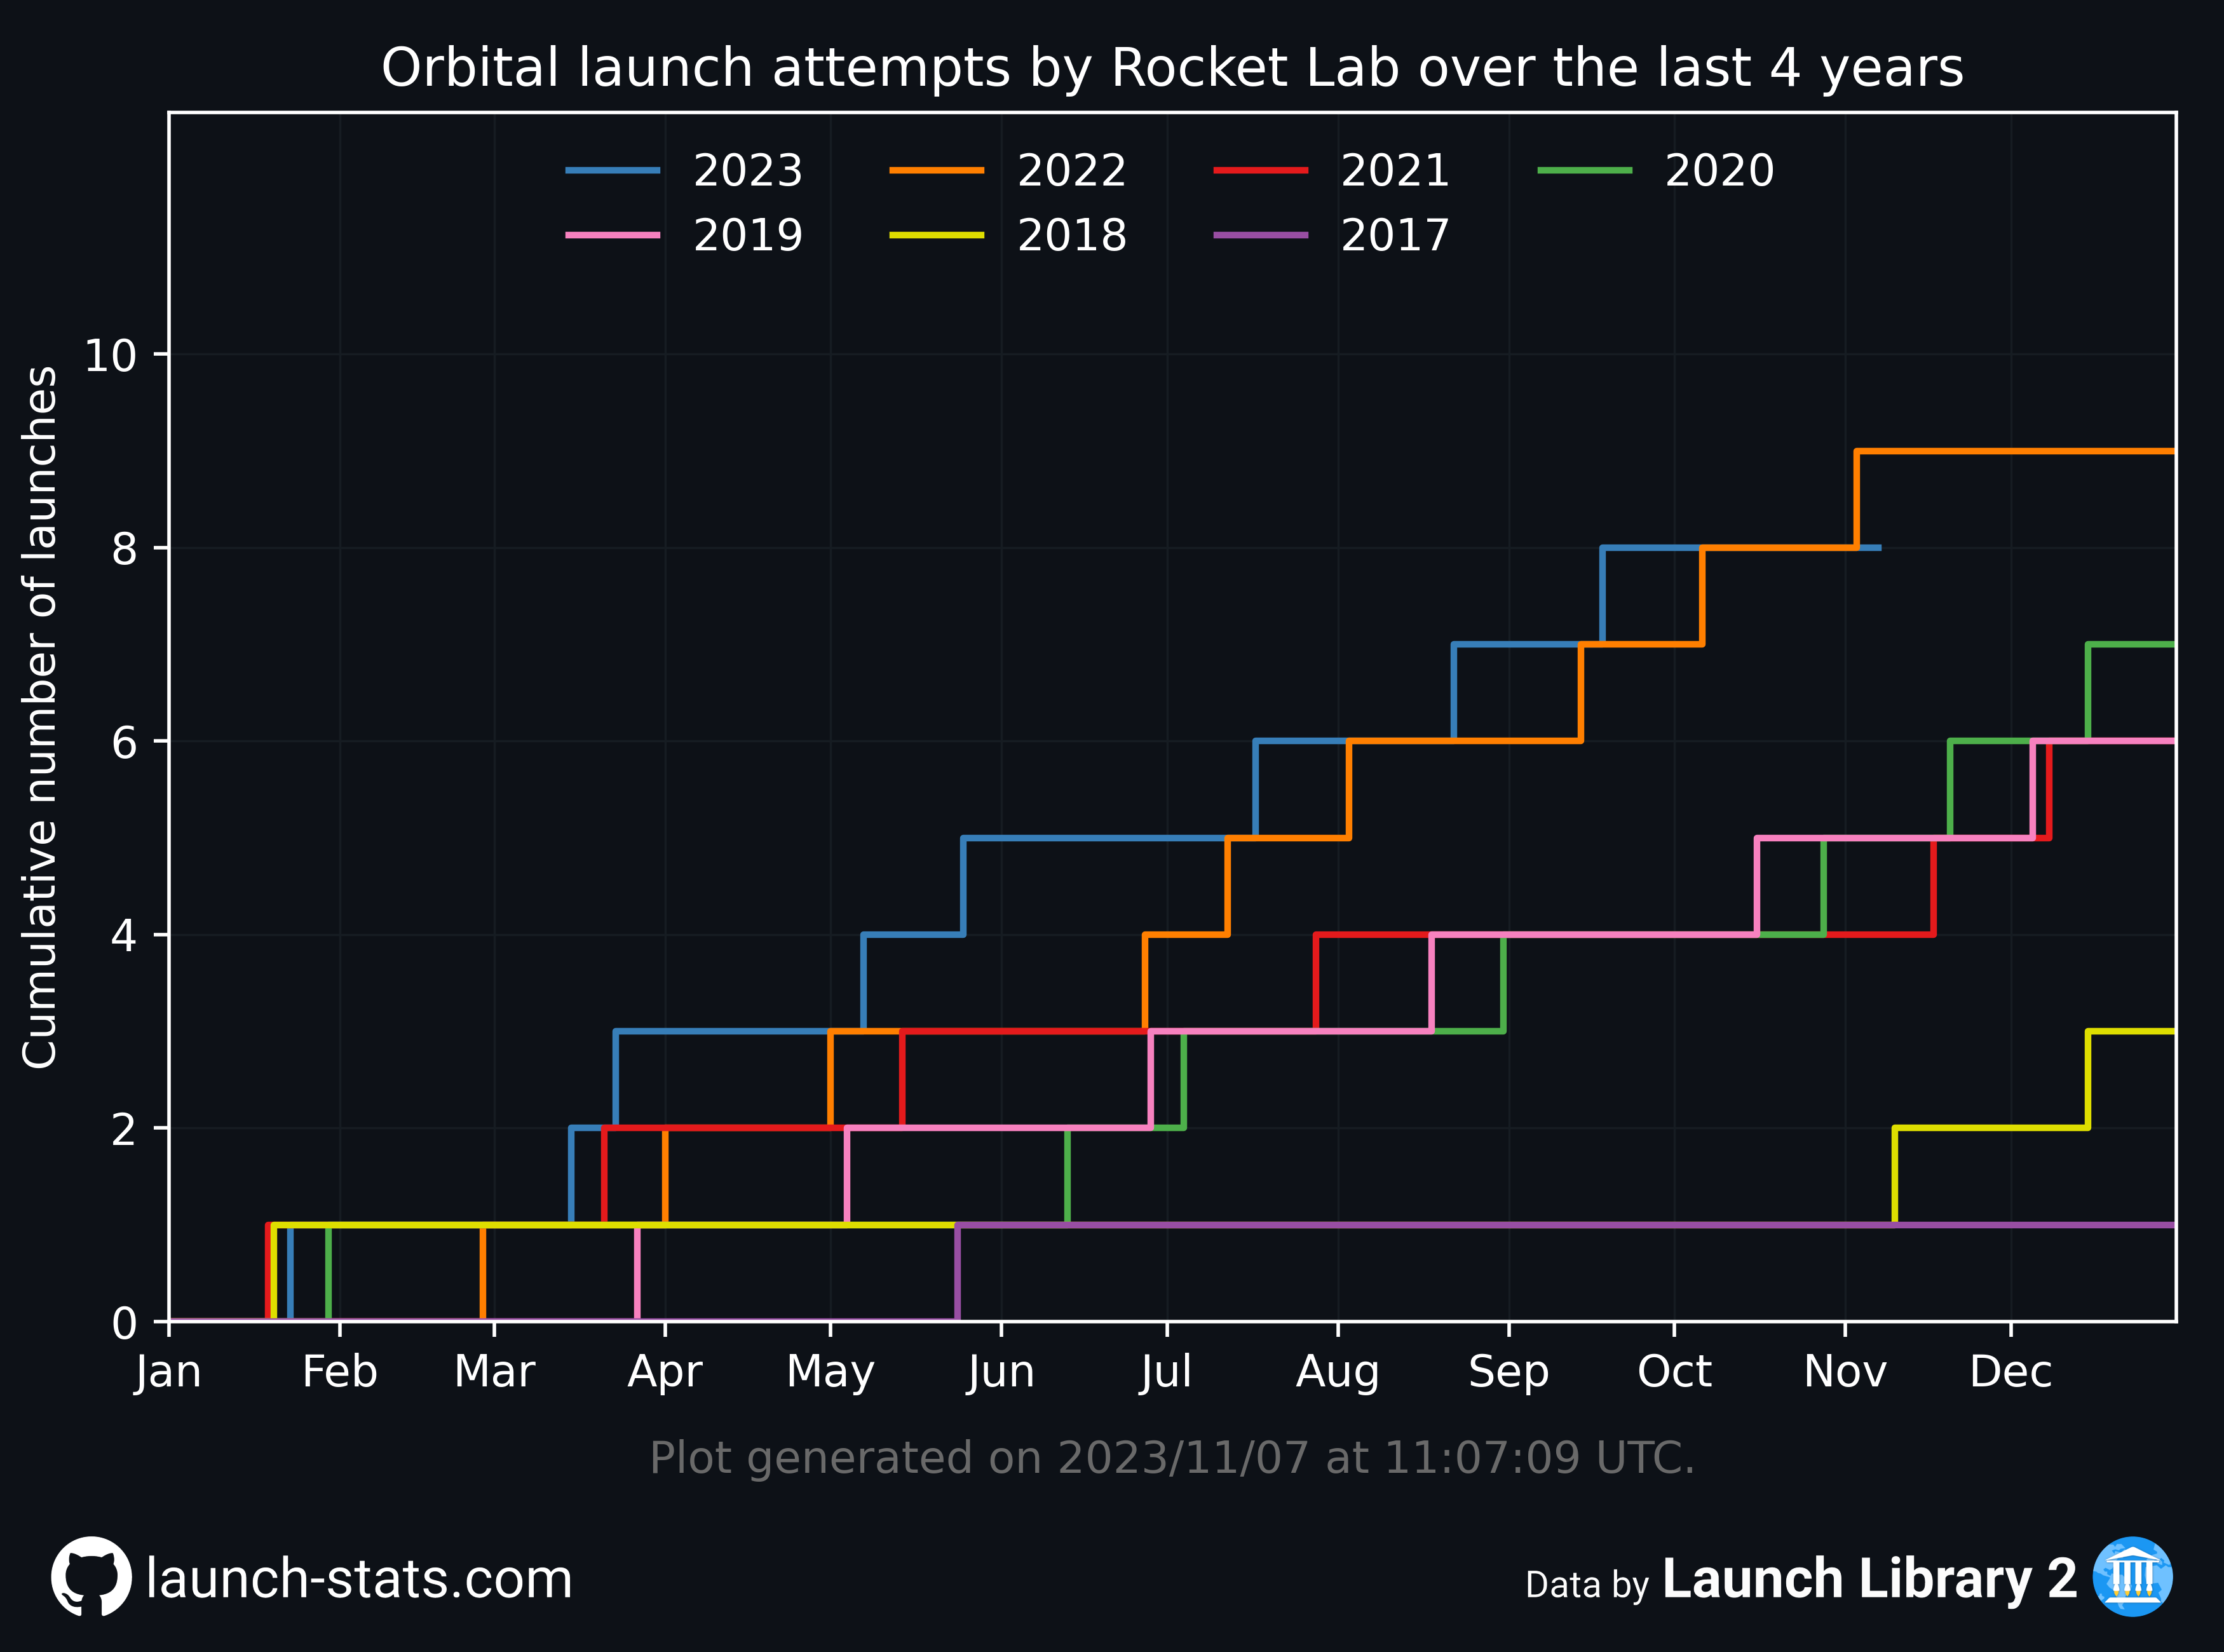 Orbital launch attempts by Rocket Lab over the last 4 years
2023 2022 2021 2020
2019 2018 2017
Cumulative number of launches
10
8
6
4
2
0
Jan Feb Mar Apr May Jun Jul Aug Sep Oct Nov Dec
Plot generated on 2023/11/07 at 11:07:09 UTC.
launch-stats.com
Data by Launch Library 2